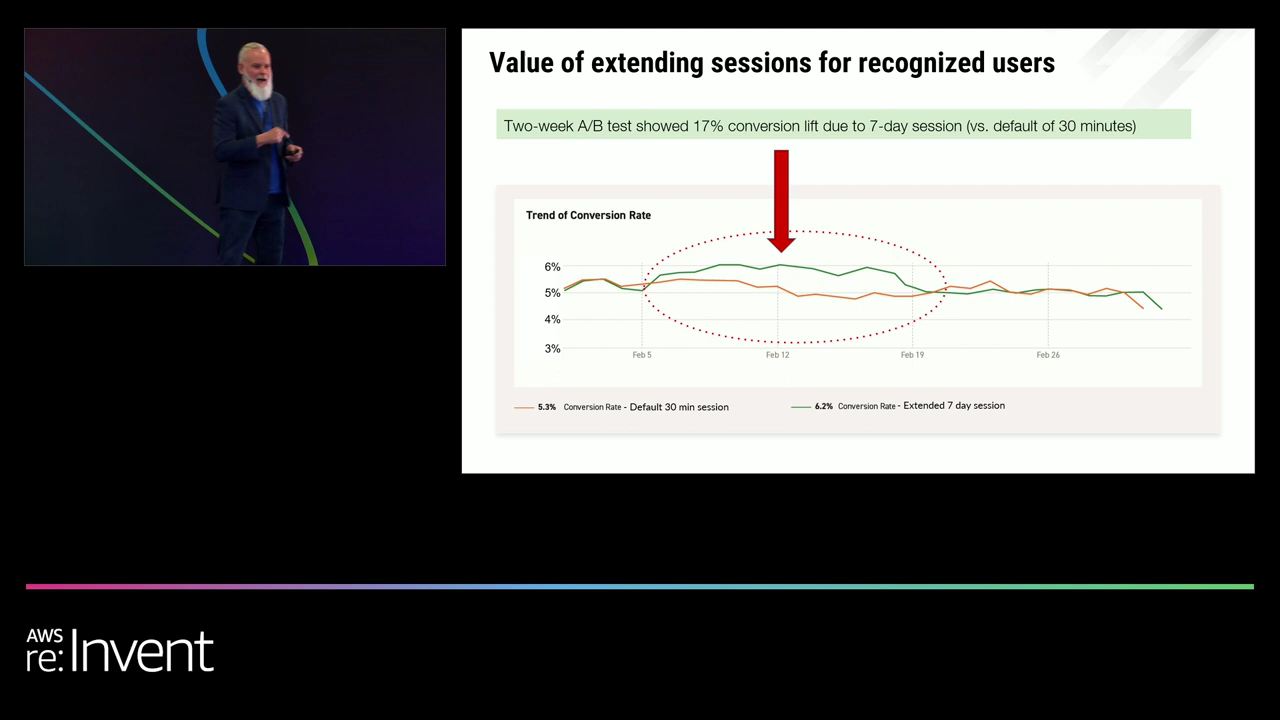 Value of extending sessions for recognized users
Two-week A/B test showed 17% conversion lift due to 7-day session (vs. default of 30 minutes)
Trend of Conversion Rate
6%
5%
4%
3%
Feb 5
Feb 12
Feb 19
Feb 26
5.3% Conversion Rate - Default 30 min session
6.2% Conversion Rate - Extended 7 day session
AWS
re:Invent